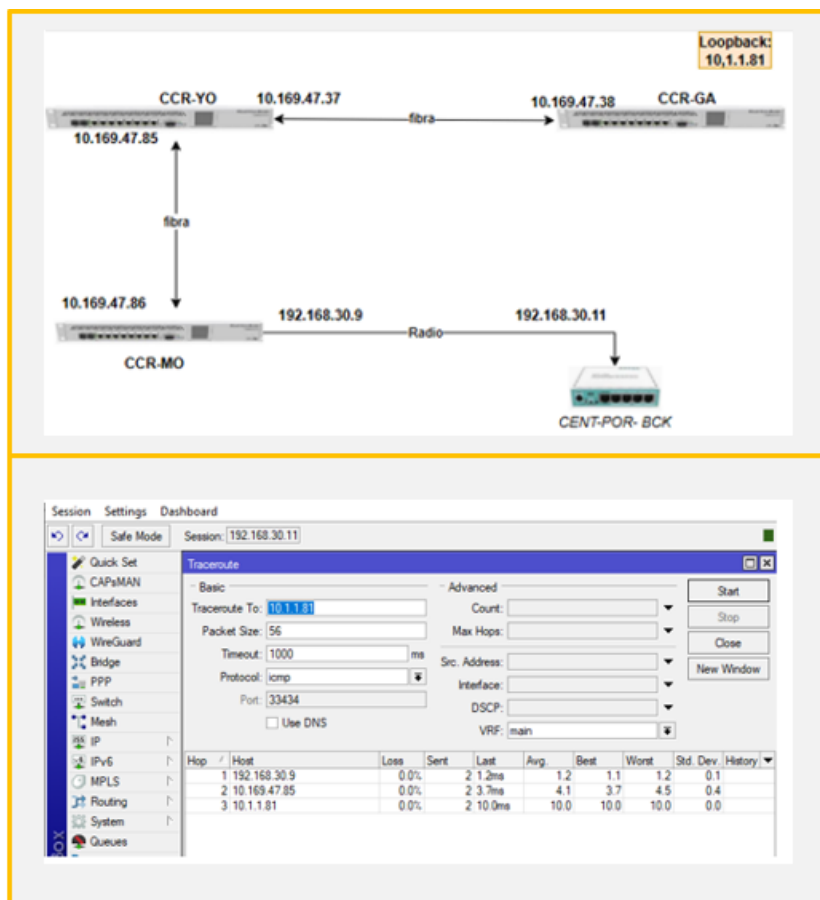 Loopback:
10,1.1.81
CCR-YO 10.169.47.37
10.169.47.38 CCR-GA
fibra
10.169.47.85
fibra
10.169.47.86
192.168.30.9 192.168.30.11
Radio
CCR-MO
CENT-POR- BCK
Session Settings Dashboard
Safe Mode Session: 192.168.30.11
Quick Set
CAPsMAN
Interfaces
Wireless
WireGuard
Bridge
PPP
Switch
Mesh
IP
IPv6
MPLS
Routing
System
Queues
Traceroute
Basic
Traceroute To: 10.1.1.81
Packet Size: 56
Timeout: 1000 ms
Protocol: icmp
Port: 33434
Use DNS
Advanced
Count:
Max Hops:
Src. Address:
Interface:
DSCP:
VRF: main
Start
Stop
Close
New Window
Hop / Host Loss Sent Last Avg. Best Worst Std. Dev. History
1 192.168.30.9 0.0% 2 1.2ms 1.2 1.1 1.2 0.1
2 10.169.47.85 0.0% 2 3.7ms 4.1 3.7 4.5 0.4
3 10.1.1.81 0.0% 2 10.0ms 10.0 10.0 10.0 0.0